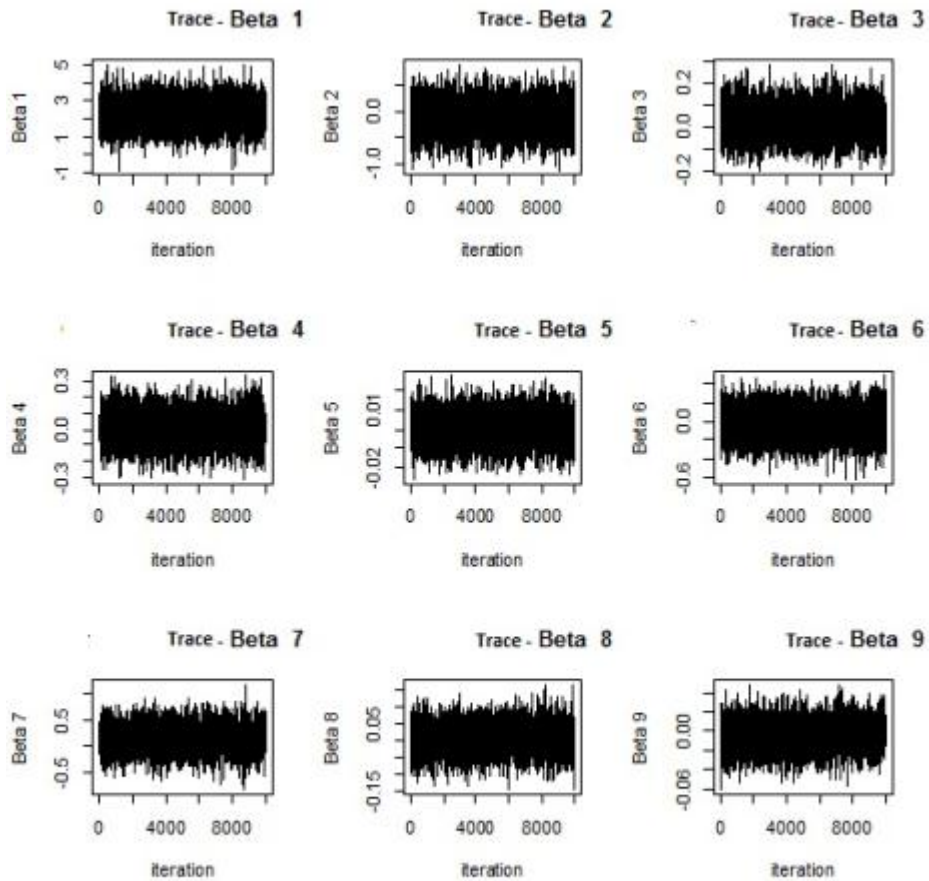 Trace - Beta 1
Beta 1
5
3
1
-1
0 4000 8000
iteration
Trace - Beta 2
Beta 2
0.0
-1.0
0 4000 8000
iteration
Trace - Beta 3
Beta 3
0.2
0.0
-0.2
0 4000 8000
iteration
Trace - Beta 4
Beta 4
0.3
0.0
-0.3
0 4000 8000
iteration
Trace - Beta 5
Beta 5
0.01
-0.02
0 4000 8000
iteration
Trace - Beta 6
Beta 6
0.0
-0.6
0 4000 8000
iteration
Trace - Beta 7
Beta 7
0.5
-0.5
0 4000 8000
iteration
Trace - Beta 8
Beta 8
0.05
-0.15
0 4000 8000
iteration
Trace - Beta 9
Beta 9
0.00
-0.06
0 4000 8000
iteration